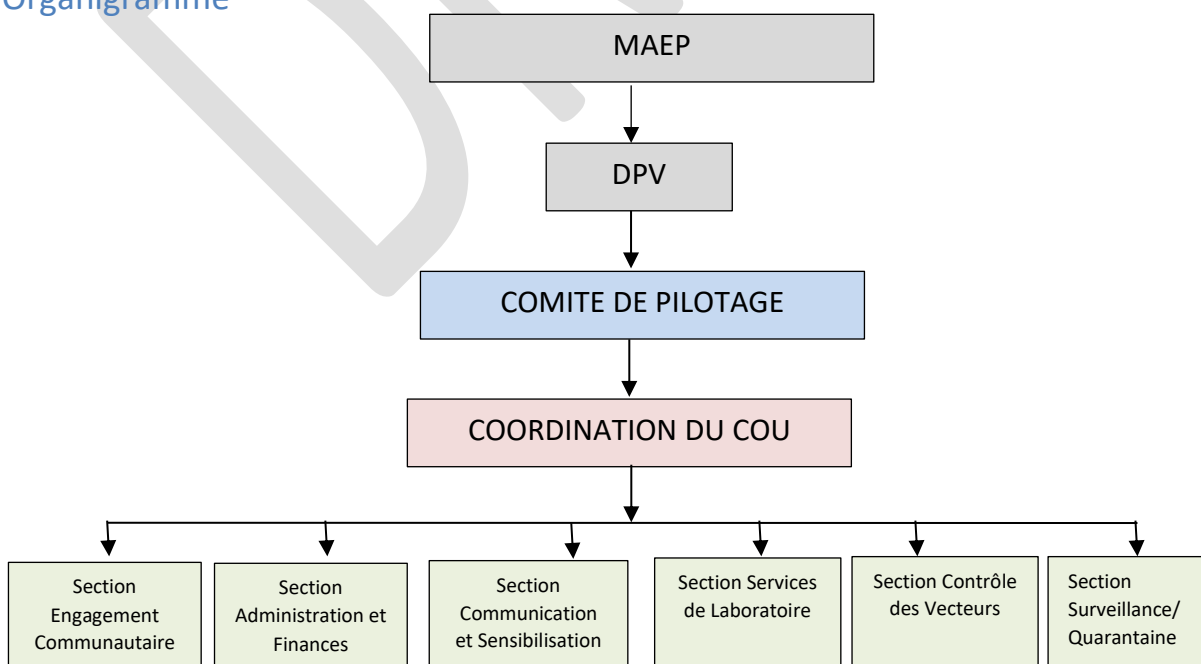 Organigramme
MAEP
DPV
COMITE DE PILOTAGE
COORDINATION DU COU
Section
Engagement
Communautaire
Section
Administration et
Finances
Section
Communication
et Sensibilisation
Section Services
de Laboratoire
Section Contrôle
des Vecteurs
Section
Surveillance/
Quarantaine